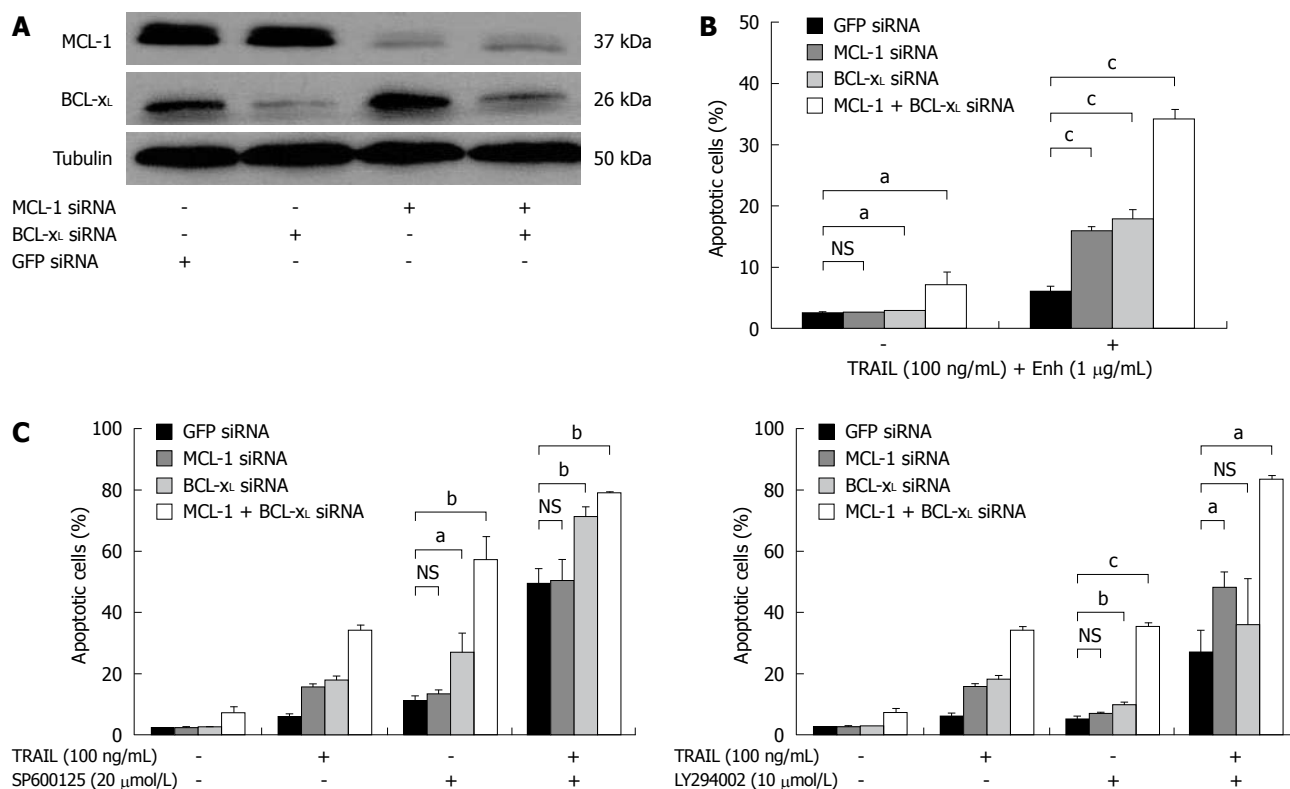 A
MCL-1
37 kDa
BCL-xL
26 kDa
Tubulin
50 kDa
MCL-1 siRNA - - + +
BCL-xL siRNA - + - +
GFP siRNA + - - -
B
Apoptotic cells (%)
50
40
30
20
10
0
GFP siRNA
MCL-1 siRNA
BCL-xL siRNA
MCL-1 + BCL-xL siRNA
a
a
NS
c
c
c
- +
TRAIL (100 ng/mL) + Enh (1 μg/mL)
C
Apoptotic cells (%)
100
80
60
40
20
0
GFP siRNA
MCL-1 siRNA
BCL-xL siRNA
MCL-1 + BCL-xL siRNA
b
a
NS
b
b
NS
TRAIL (100 ng/mL) - + - +
SP600125 (20 μmol/L) - - + +
Apoptotic cells (%)
100
80
60
40
20
0
GFP siRNA
MCL-1 siRNA
BCL-xL siRNA
MCL-1 + BCL-xL siRNA
c
b
NS
a
NS
a
TRAIL (100 ng/mL) - + - +
LY294002 (10 μmol/L) - - + +